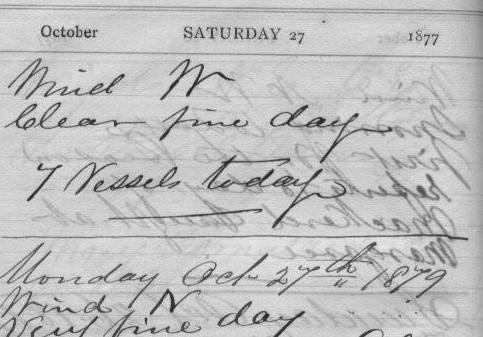 October SATURDAY 27 1877
Wind W
Clear fine day
7 Vessels today
Monday Oct 27th 1879
Wind N
Very fine day